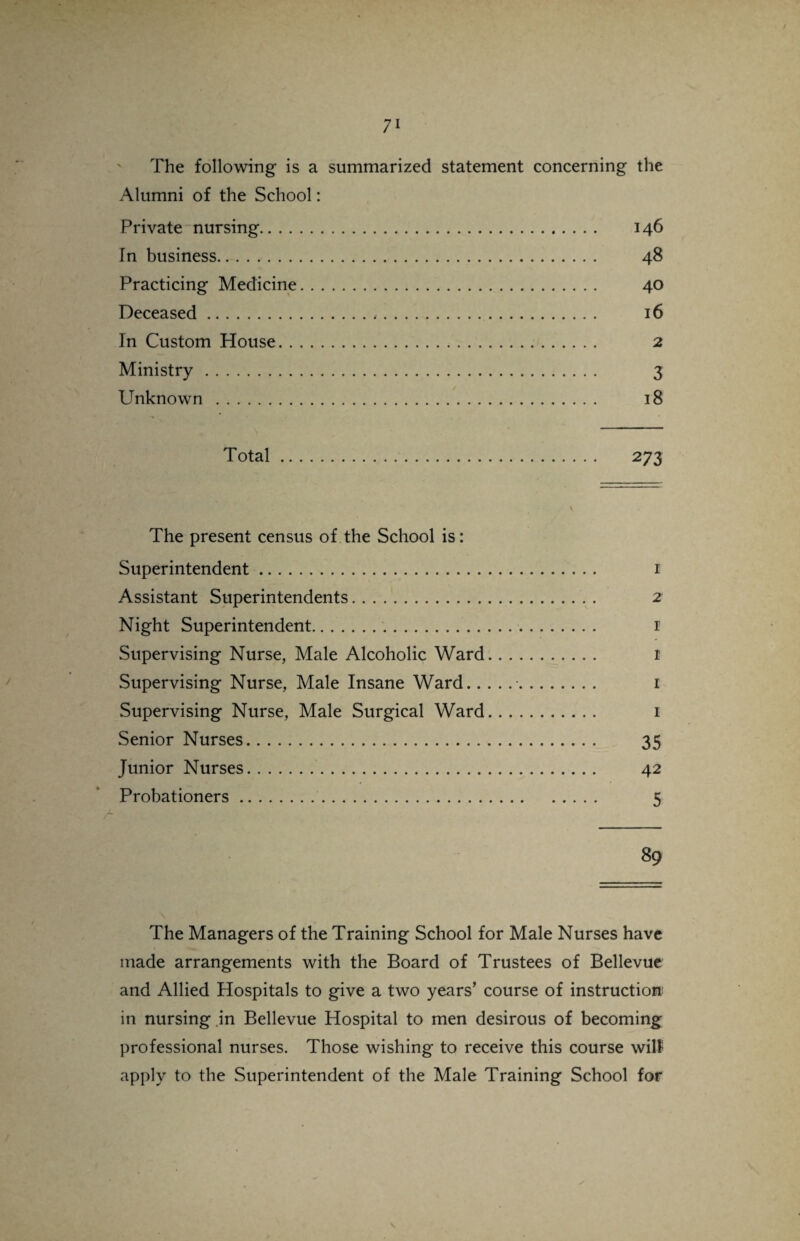 71
The following is a summarized statement concerning the
Alumni of the School:
Private nursing.................................... 146
In business........................................ 48
Practicing Medicine................................ 40
Deceased........................................... 16
In Custom House.................................... 2
Ministry........................................... 3
Unknown............................................ 18
Total.............................................. 273
The present census of the School is:
Superintendent..................................... 1
Assistant Superintendents.......................... 2
Night Superintendent............................... 1
Supervising Nurse, Male Alcoholic Ward............. 1
Supervising Nurse, Male Insane Ward................ 1
Supervising Nurse, Male Surgical Ward.............. 1
Senior Nurses...................................... 35
Junior Nurses...................................... 42
Probationers....................................... 5
89
The Managers of the Training School for Male Nurses have
made arrangements with the Board of Trustees of Bellevue
and Allied Hospitals to give a two years' course of instruction
in nursing in Bellevue Hospital to men desirous of becoming
professional nurses. Those wishing to receive this course will
apply to the Superintendent of the Male Training School for